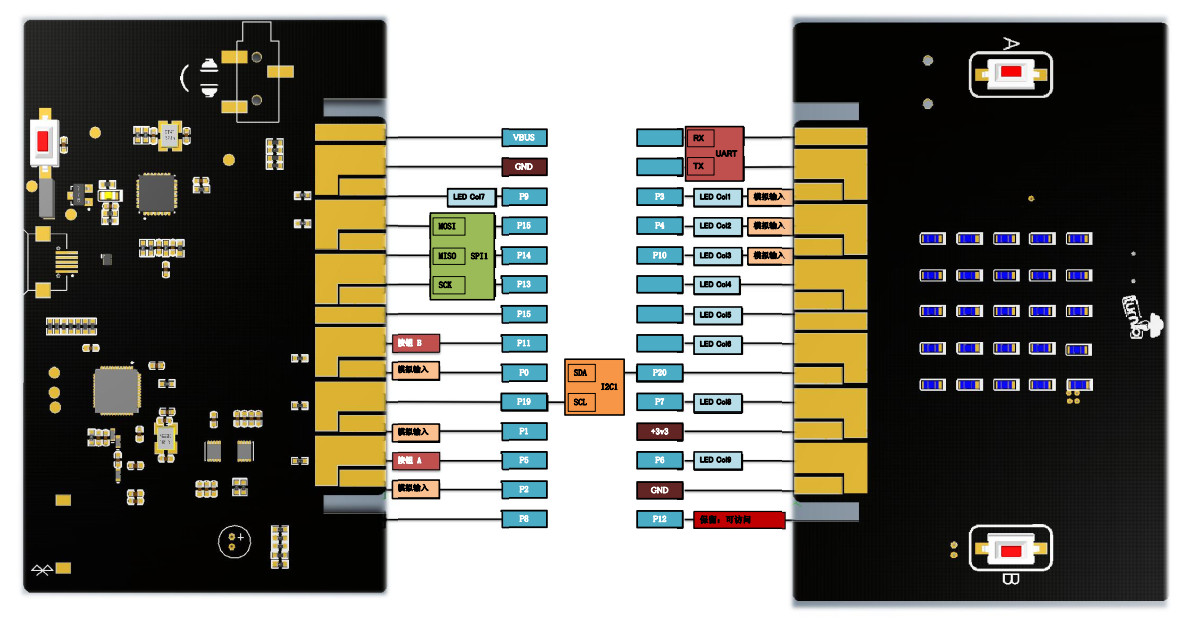 A
VBUS
GND
LED Col7 P9
MOSI P15
MISO SPI1 P14
SCK P13
P16
按钮 B P11
模拟输入 P0
P19
模拟输入 P1
按钮 A P5
模拟输入 P2
P8
SDA
I2C1
SCL
RX
UART
TX
P3 LED Col1 模拟输入
P4 LED Col2 模拟输入
P10 LED Col3 模拟输入
LED Col4
LED Col5
LED Col6
P20
P7 LED Col8
+3v3
P6 LED Col9
GND
P12 保留：可访问
B